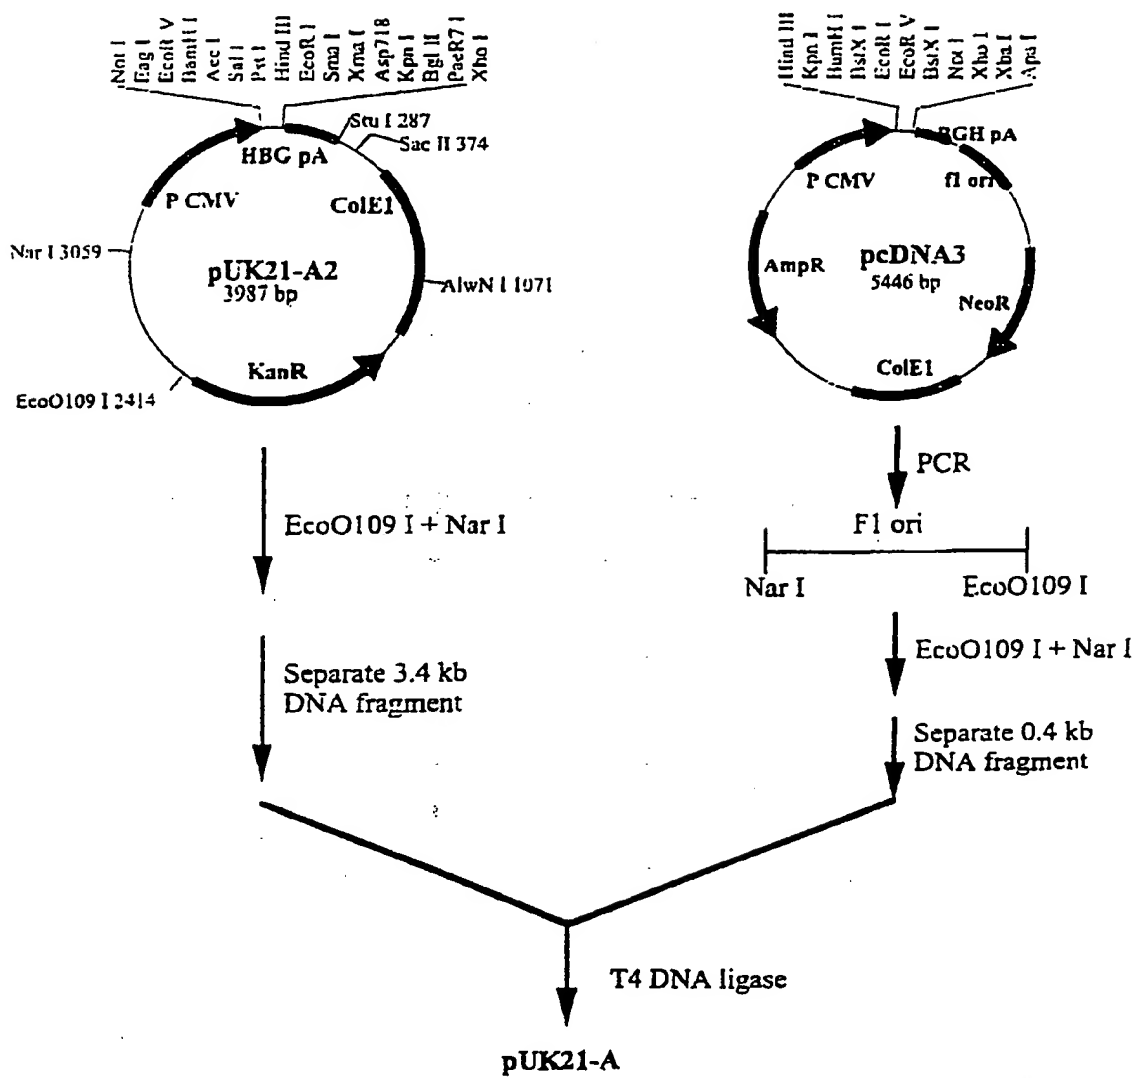 Not I
Eag I
EcoR V
BamH I
Acc I
Sal I
Pst I
Hind III
EcoR I
Sma I
Xma I
Asp718
Kpn I
Bgl II
PaeR7 I
Xho I
Hind III
Kpn I
BamH I
BstX I
EcoR I
EcoR V
BstX I
Not I
Xho I
Xba I
Apa I
Stu I 287
Sac II 374
HBG pA
P CMV
ColE1
Nar I 3059
pUK21-A2
3987 bp
AlwN I 1071
KanR
EcoO109 I 2414
BGH pA
P CMV
f1 ori
AmpR
pcDNA3
5446 bp
NeoR
ColE1
EcoO109 I + Nar I
PCR
F1 ori
Nar I
EcoO109 I
EcoO109 I + Nar I
Separate 3.4 kb
DNA fragment
Separate 0.4 kb
DNA fragment
T4 DNA ligase
pUK21-A